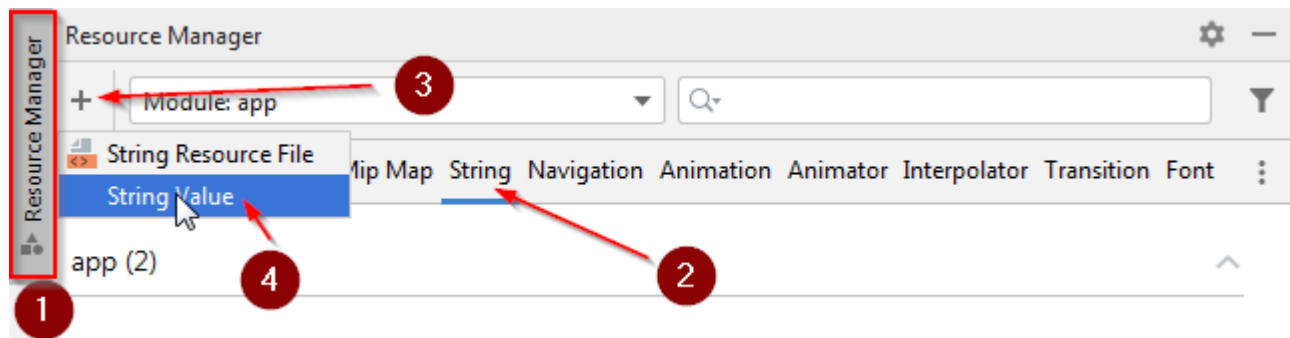 Resource Manager
Resource Manager
3
Module: app
String Resource File
String Value
Mip Map String Navigation Animation Animator Interpolator Transition Font
app (2)
4
2
1